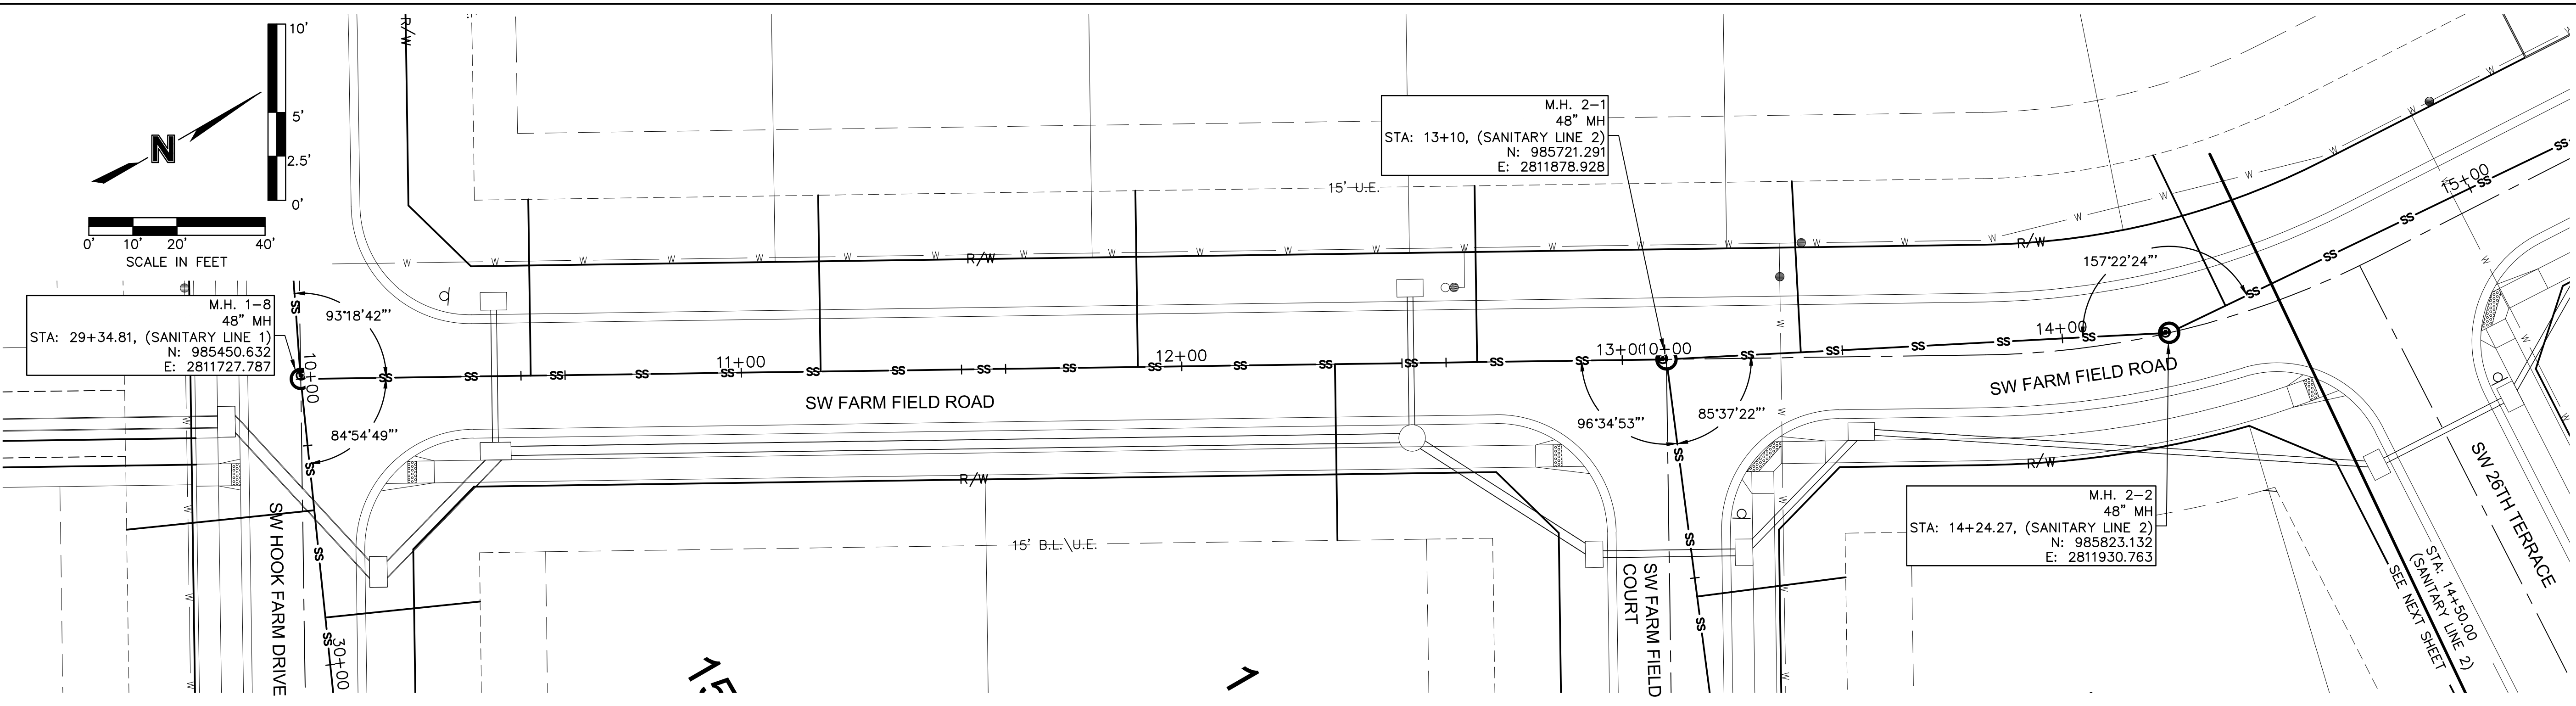 10'
5'
2.5'
0'
N
0' 10' 20' 40'
SCALE IN FEET
R/W
M.H. 1-8
48" MH
STA: 29+34.81, (SANITARY LINE 1)
N: 985450.632
E: 2811727.787
93°18'42"'
84°54'49"'
10+00
SS
11+00
12+00
13+00
10+00
14+00
15+00
30+00
W
R/W
15' U.E.
M.H. 2-1
48" MH
STA: 13+10, (SANITARY LINE 2)
N: 985721.291
E: 2811878.928
R/W
157°22'24"'
SW FARM FIELD ROAD
96°34'53"'
85°37'22"'
SW FARM FIELD ROAD
R/W
R/W
15' B.L.\U.E.
M.H. 2-2
48" MH
STA: 14+24.27, (SANITARY LINE 2)
N: 985823.132
E: 2811930.763
SW HOOK FARM DRIVE
SW FARM FIELD
COURT
SW 26TH TERRACE
STA: 14+50.00
(SANITARY LINE 2)
SEE NEXT SHEET
1